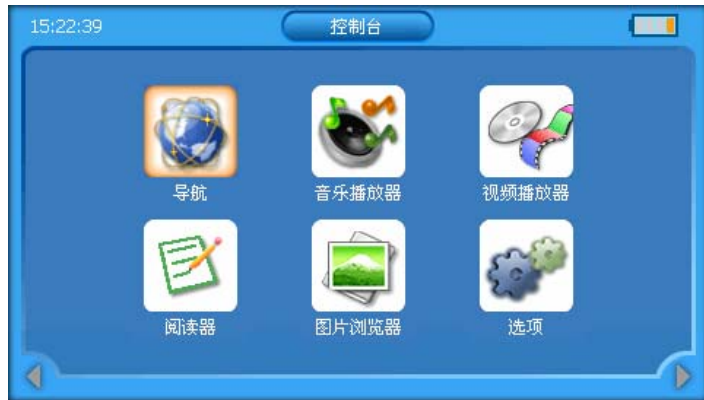 15:22:39
控制台
导航
音乐播放器
视频播放器
阅读器
图片浏览器
选项